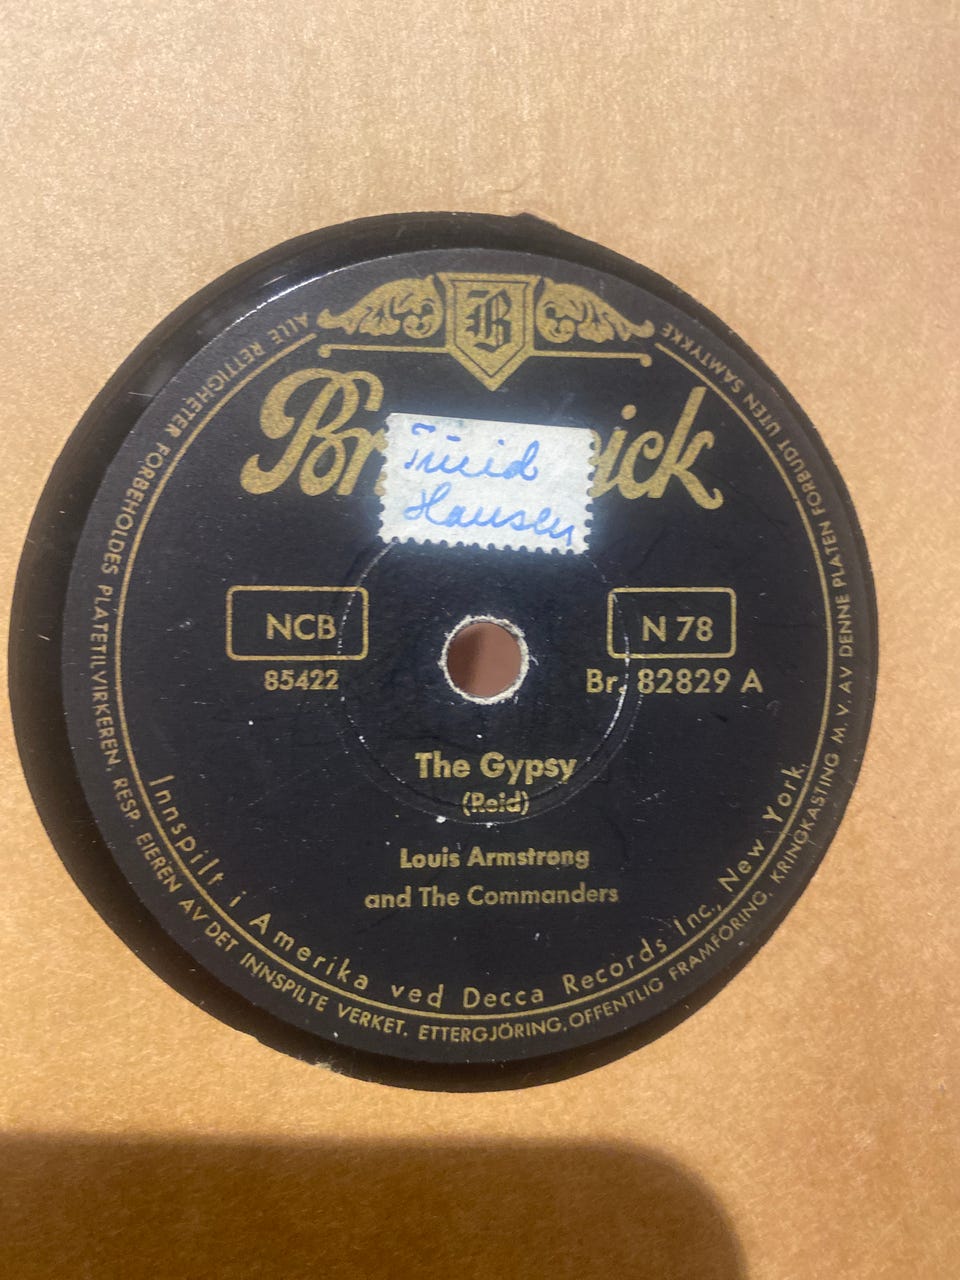 ALLE RETTIGHETER FORBEHOLDES PLATETILVIRKEREN, RESP. EIEREN AV DET INNSPILTE VERKET. ETTERGJÖRING, OFFENTLIG FRAMFÖRING, KRINGKASTING M. V. AV DENNE PLATEN FORBUDT UTEN SAMTYKKE
B
Br ick
Hansen
NCB
N 78
85422
Br. 82829 A
The Gypsy
(Reid)
Louis Armstrong
and The Commanders
Innspilt i Amerika ved Decca Records Inc., New York.